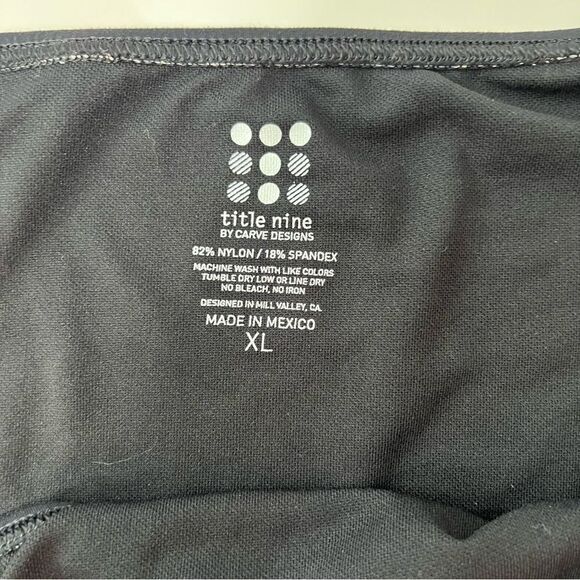 title nine
BY CARVE DESIGNS
82% NYLON / 18% SPANDEX
MACHINE WASH WITH LIKE COLORS
TUMBLE DRY LOW OR LINE DRY
NO BLEACH, NO IRON
DESIGNED IN MILL VALLEY, CA.
MADE IN MEXICO
XL